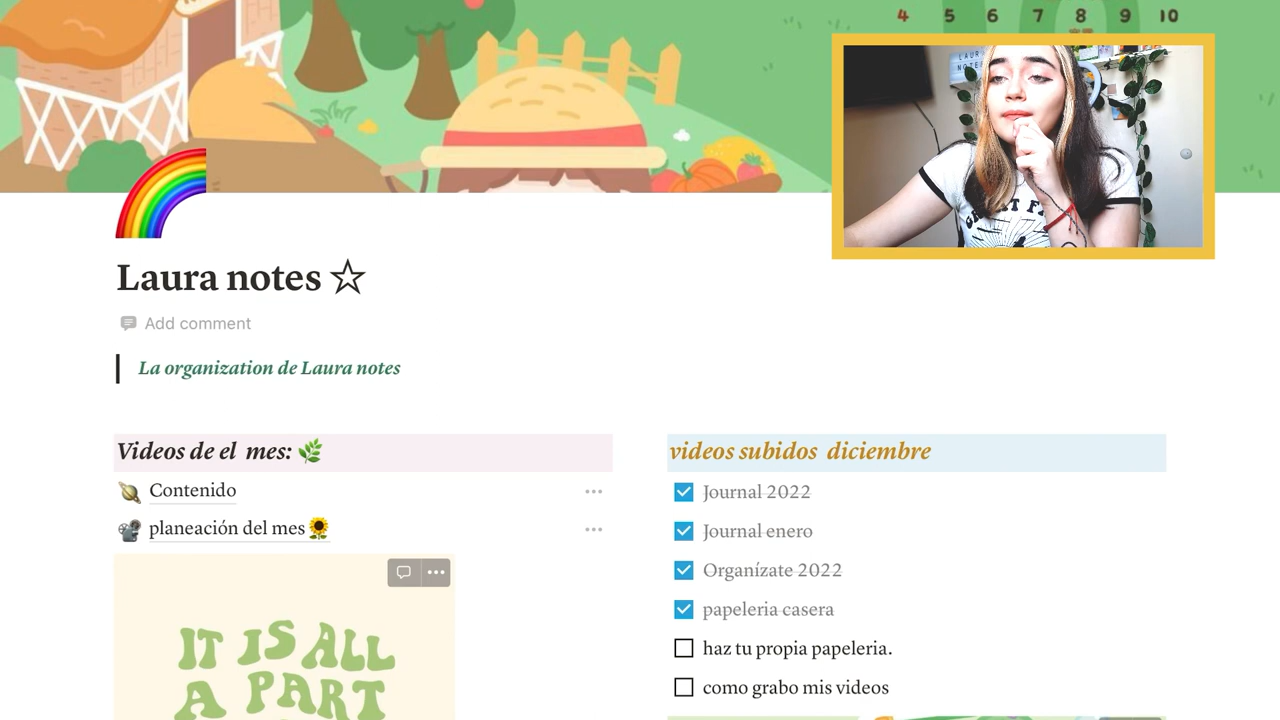 4 5 6 7 8 9 10
LAURA
NOTES
Laura notes ☆
Add comment
La organization de Laura notes
Videos de el mes: 🌿
Contenido
planeación del mes🌻
IT IS ALL
A PART
videos subidos diciembre
Journal 2022
Journal enero
Organízate 2022
papeleria casera
haz tu propia papeleria.
como grabo mis videos